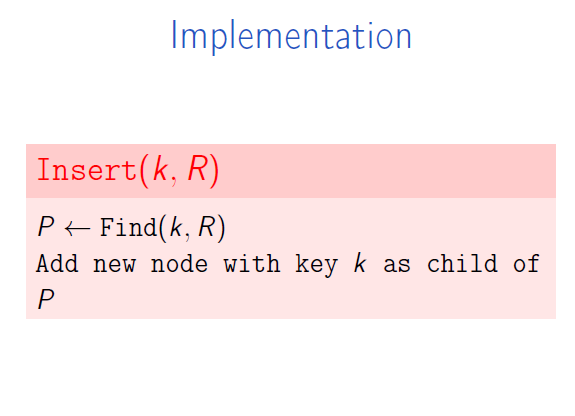 Implementation
Insert(k, R)
P ← Find(k, R)
Add new node with key k as child of
P